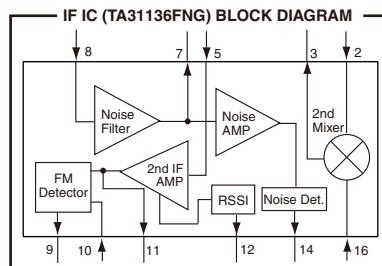 IF IC (TA31136FNG) BLOCK DIAGRAM
8 7 5 3 2
Noise
Filter
Noise
AMP
2nd
Mixer
FM
Detector
2nd IF
AMP
RSSI
Noise Det.
9 10 11 12 14 16